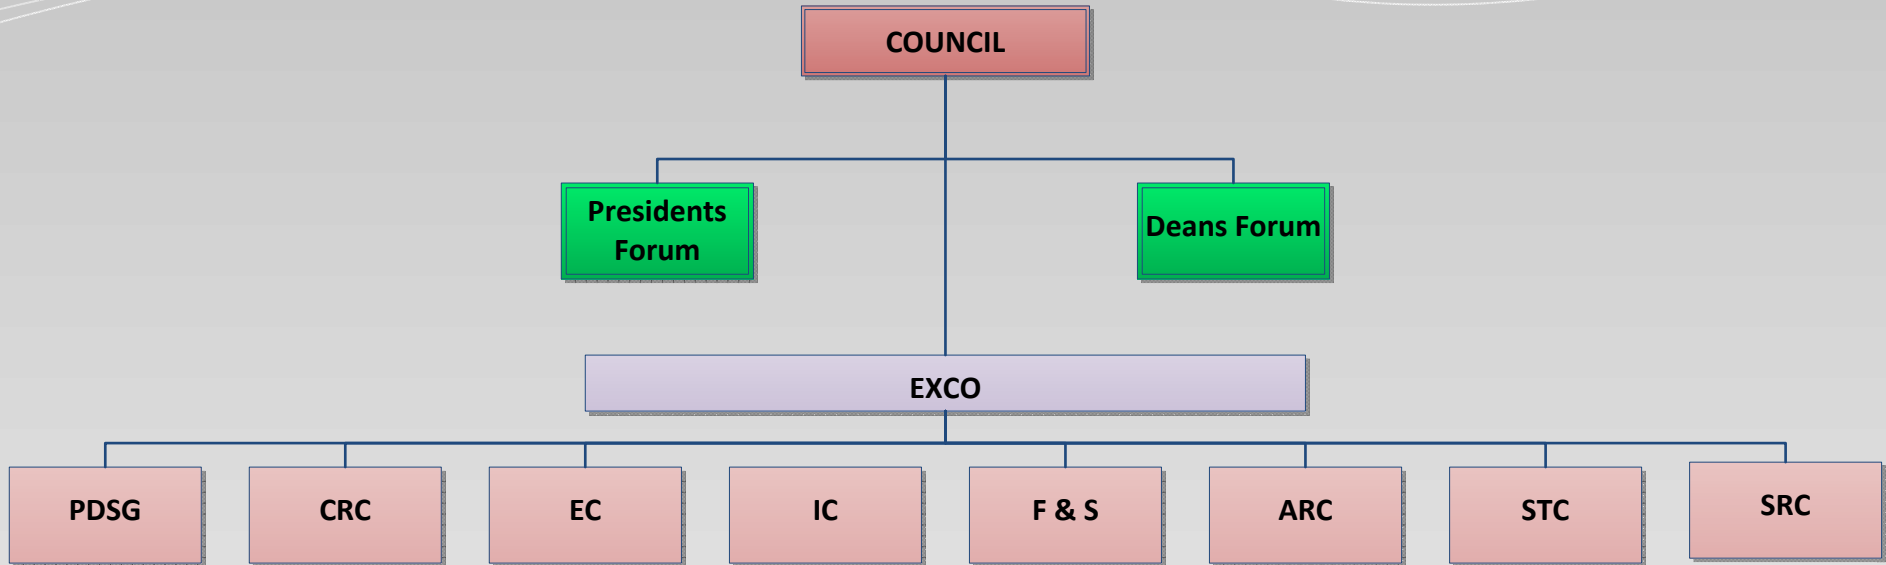 COUNCIL
Presidents
Forum
Deans Forum
EXCO
PDSG
CRC
EC
IC
F & S
ARC
STC
SRC